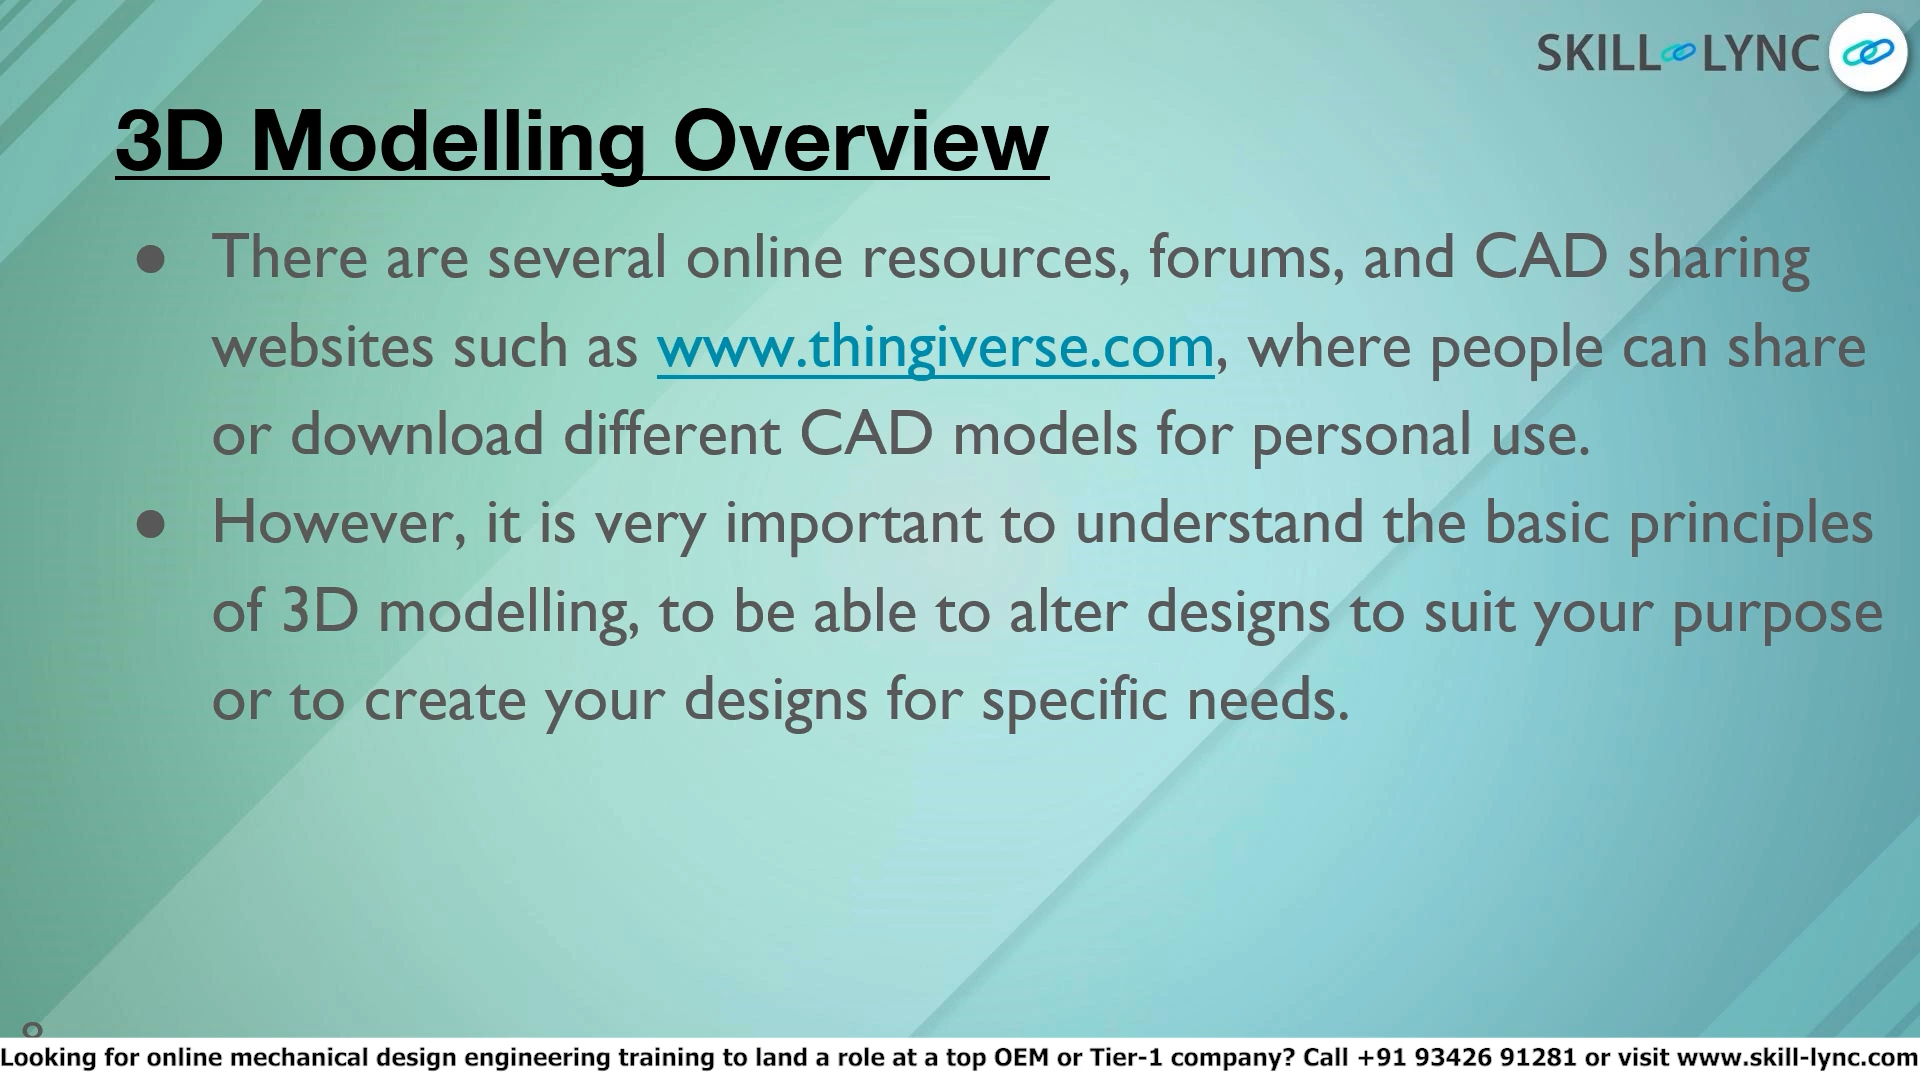 SKILL LYNC
3D Modelling Overview
● There are several online resources, forums, and CAD sharing
websites such as www.thingiverse.com, where people can share
or download different CAD models for personal use.
● However, it is very important to understand the basic principles
of 3D modelling, to be able to alter designs to suit your purpose
or to create your designs for specific needs.
Looking for online mechanical design engineering training to land a role at a top OEM or Tier-1 company? Call +91 93426 91281 or visit www.skill-lync.com